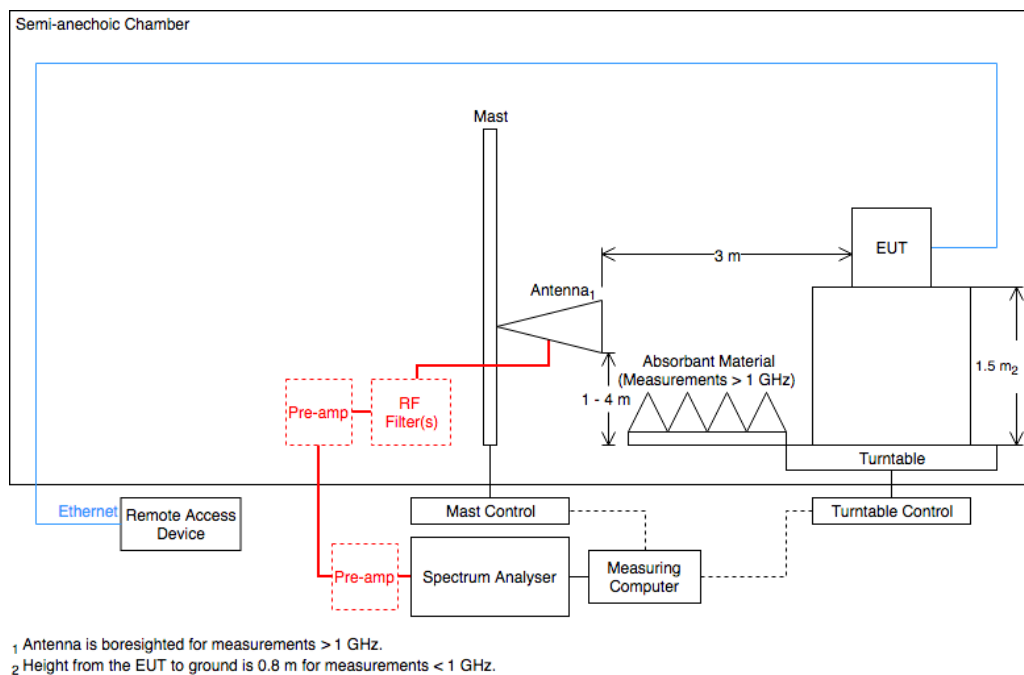 Semi-anechoic Chamber
Mast
EUT
3 m
Antenna1
Absorbant Material
(Measurements > 1 GHz)
1.5 m2
1 - 4 m
Pre-amp
RF
Filter(s)
Turntable
Ethernet
Remote Access
Device
Mast Control
Turntable Control
Pre-amp
Spectrum Analyser
Measuring
Computer
1 Antenna is boresighted for measurements > 1 GHz.
2 Height from the EUT to ground is 0.8 m for measurements < 1 GHz.